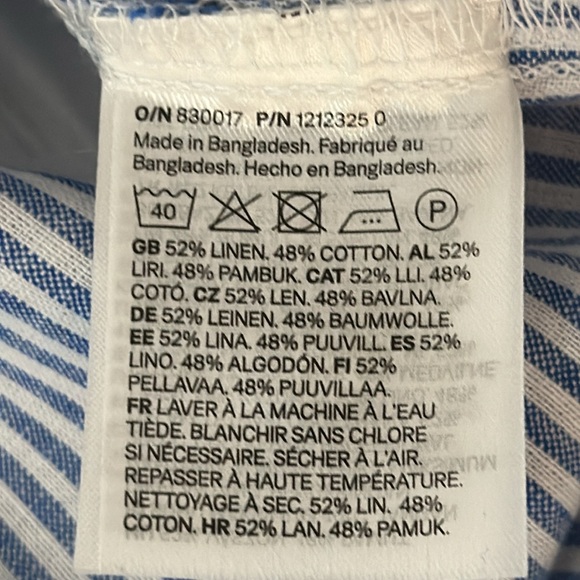 O/N 830017 P/N 1212325 0
Made in Bangladesh. Fabriqué au
Bangladesh. Hecho en Bangladesh.
40 P
GB 52% LINEN. 48% COTTON. AL 52%
LIRI. 48% PAMBUK. CAT 52% LLI. 48%
COTÓ. CZ 52% LEN. 48% BAVLNA.
DE 52% LEINEN. 48% BAUMWOLLE.
EE 52% LINA. 48% PUUVILL. ES 52%
LINO. 48% ALGODÓN. FI 52%
PELLAVAA. 48% PUUVILLAA.
FR LAVER À LA MACHINE À L'EAU
TIÈDE. BLANCHIR SANS CHLORE
SI NÉCESSAIRE. SÉCHER À L'AIR.
REPASSER À HAUTE TEMPÉRATURE.
NETTOYAGE À SEC. 52% LIN. 48%
COTON. HR 52% LAN. 48% PAMUK.